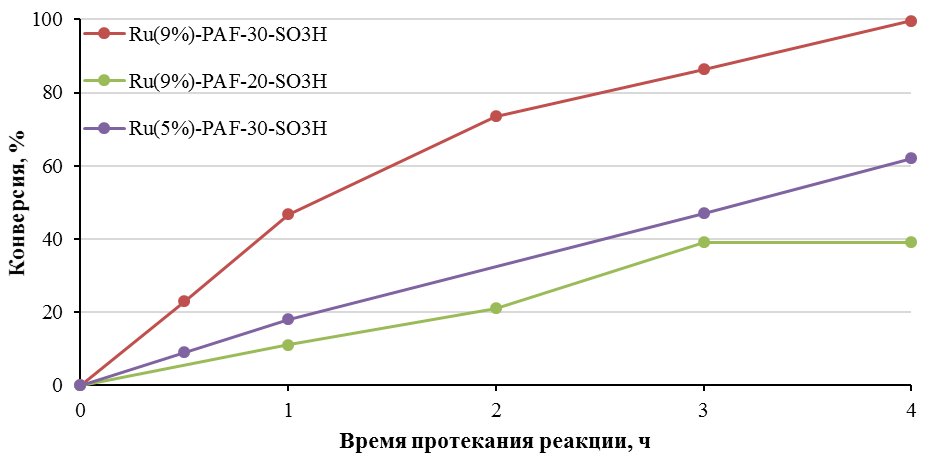 100
80
60
40
20
0
Конверсия, %
Ru(9%)-PAF-30-SO3H
Ru(9%)-PAF-20-SO3H
Ru(5%)-PAF-30-SO3H
0 1 2 3 4
Время протекания реакции, ч